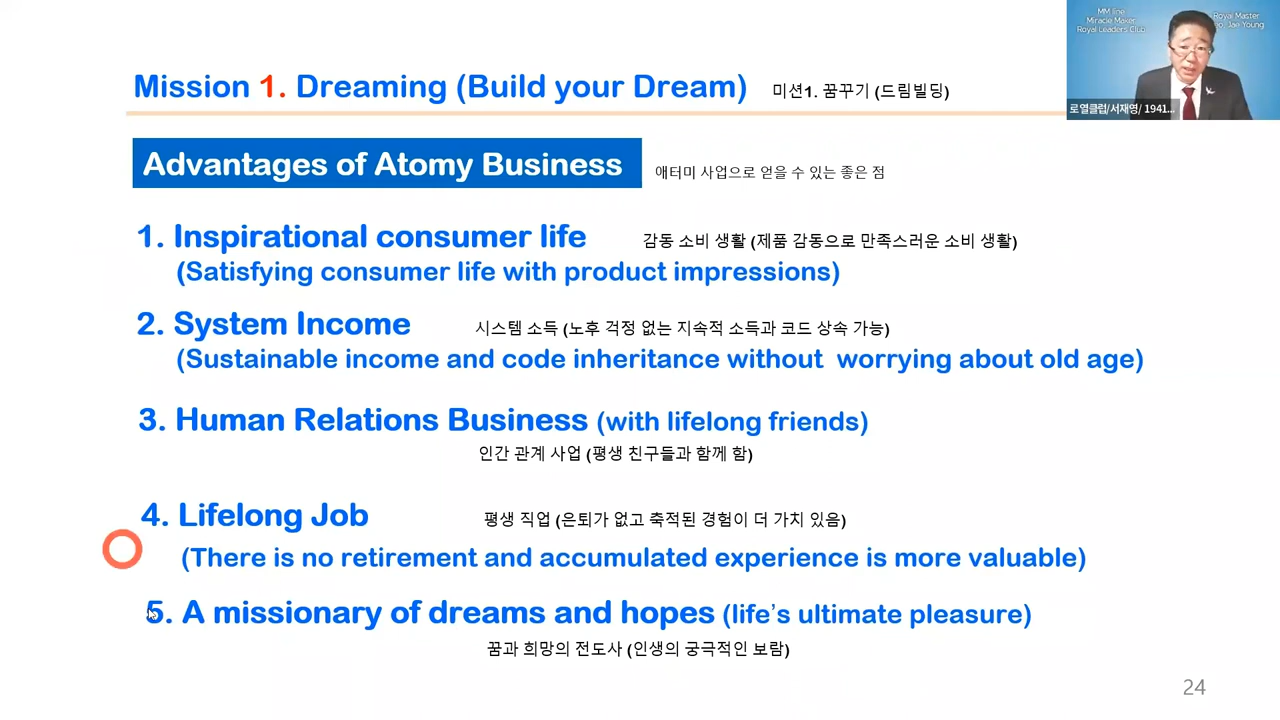 MM line
Miracle Maker
Royal Leaders Club
Royal Master
Jae Young
로열클럽/서재영/ 1941...
Mission 1. Dreaming (Build your Dream) 미션1. 꿈꾸기 (드림빌딩)
Advantages of Atomy Business 애터미 사업으로 얻을 수 있는 좋은 점
1. Inspirational consumer life 감동 소비 생활 (제품 감동으로 만족스러운 소비 생활)
(Satisfying consumer life with product impressions)
2. System Income 시스템 소득 (노후 걱정 없는 지속적 소득과 코드 상속 가능)
(Sustainable income and code inheritance without worrying about old age)
3. Human Relations Business (with lifelong friends)
인간 관계 사업 (평생 친구들과 함께 함)
4. Lifelong Job 평생 직업 (은퇴가 없고 축적된 경험이 더 가치 있음)
(There is no retirement and accumulated experience is more valuable)
5. A missionary of dreams and hopes (life's ultimate pleasure)
꿈과 희망의 전도사 (인생의 궁극적인 보람)
24